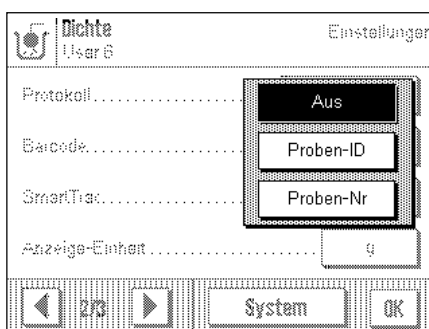 Dichte Einstellungen
User 6
Protokoll....................
Aus
Barcode....................
Proben-ID
SmartTrac....................
Proben-Nr
Anzeige-Einheit.................... g
2/3 System OK